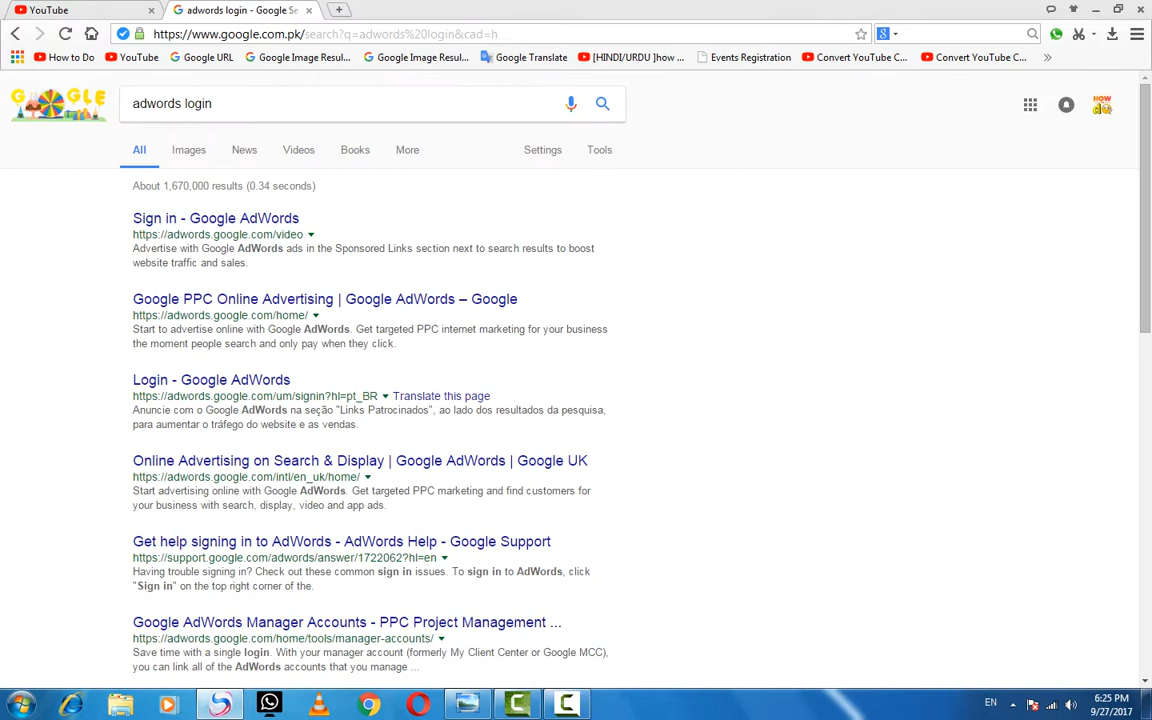 YouTube
adwords login - Google Se
https://www.google.com.pk/search?q=adwords%20login&cad=h
How to Do
YouTube
Google URL
Google Image Resul...
Google Image Resul...
Google Translate
[HINDI/URDU ]how ...
Events Registration
Convert YouTube C...
Convert YouTube C...
GOOGLE
adwords login
HOW
do
All
Images
News
Videos
Books
More
Settings
Tools
About 1,670,000 results (0.34 seconds)
Sign in - Google AdWords
https://adwords.google.com/video
Advertise with Google AdWords ads in the Sponsored Links section next to search results to boost
website traffic and sales.
Google PPC Online Advertising | Google AdWords – Google
https://adwords.google.com/home/
Start to advertise online with Google AdWords. Get targeted PPC internet marketing for your business
the moment people search and only pay when they click.
Login - Google AdWords
https://adwords.google.com/um/signin?hl=pt_BR Translate this page
Anuncie com o Google AdWords na seção "Links Patrocinados", ao lado dos resultados da pesquisa,
para aumentar o tráfego do website e as vendas.
Online Advertising on Search & Display | Google AdWords | Google UK
https://adwords.google.com/intl/en_uk/home/
Start advertising online with Google AdWords. Get targeted PPC marketing and find customers for
your business with search, display, video and app ads.
Get help signing in to AdWords - AdWords Help - Google Support
https://support.google.com/adwords/answer/1722062?hl=en
Having trouble signing in? Check out these common sign in issues. To sign in to AdWords, click
"Sign in" on the top right corner of the.
Google AdWords Manager Accounts - PPC Project Management ...
https://adwords.google.com/home/tools/manager-accounts/
Save time with a single login. With your manager account (formerly My Client Center or Google MCC),
you can link all of the AdWords accounts that you manage ...
EN
6:25 PM
9/27/2017